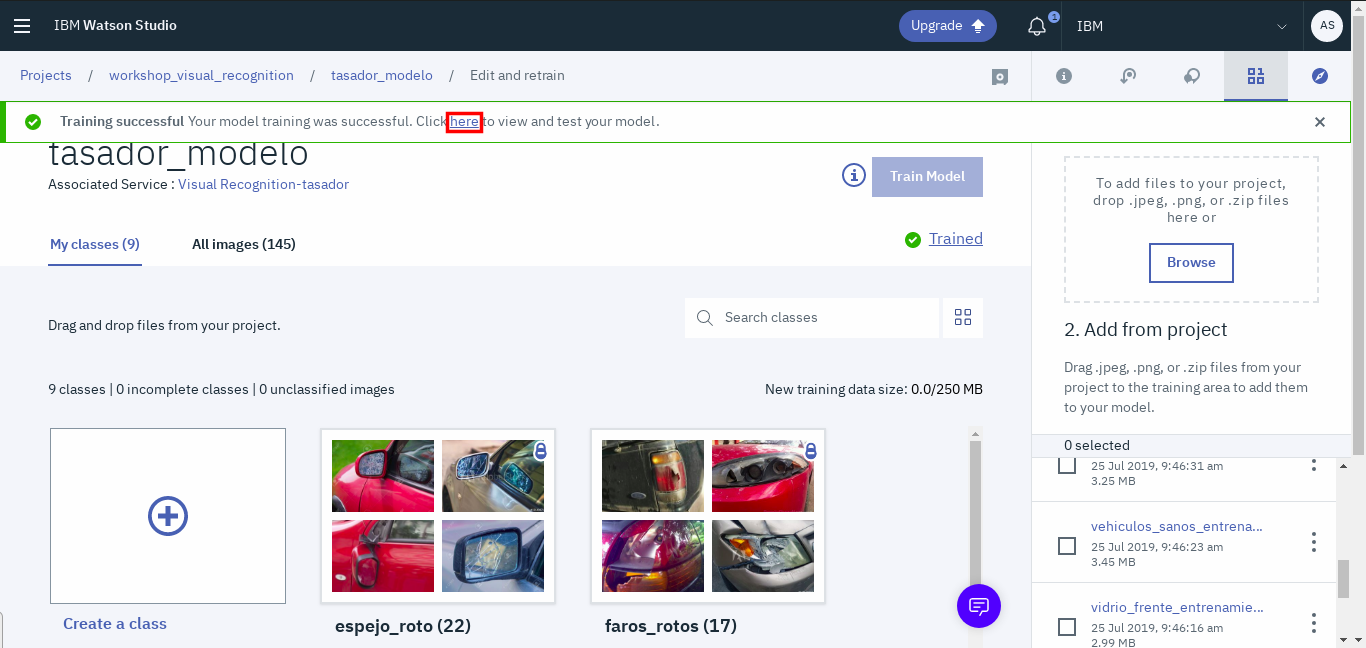 IBM Watson Studio
Upgrade
1
IBM
AS
Projects / workshop_visual_recognition / tasador_modelo / Edit and retrain
Training successful Your model training was successful. Click here to view and test your model.
tasador_modelo
Associated Service : Visual Recognition-tasador
Train Model
My classes (9)
All images (145)
Trained
Drag and drop files from your project.
Search classes
9 classes | 0 incomplete classes | 0 unclassified images
New training data size: 0.0/250 MB
Create a class
espejo_roto (22)
faros_rotos (17)
To add files to your project,
drop .jpeg, .png, or .zip files
here or
Browse
2. Add from project
Drag .jpeg, .png, or .zip files from your
project to the training area to add them
to your model.
0 selected
25 Jul 2019, 9:46:31 am
3.25 MB
vehiculos_sanos_entrena...
25 Jul 2019, 9:46:23 am
3.45 MB
vidrio_frente_entrenamie...
25 Jul 2019, 9:46:16 am
2.99 MB